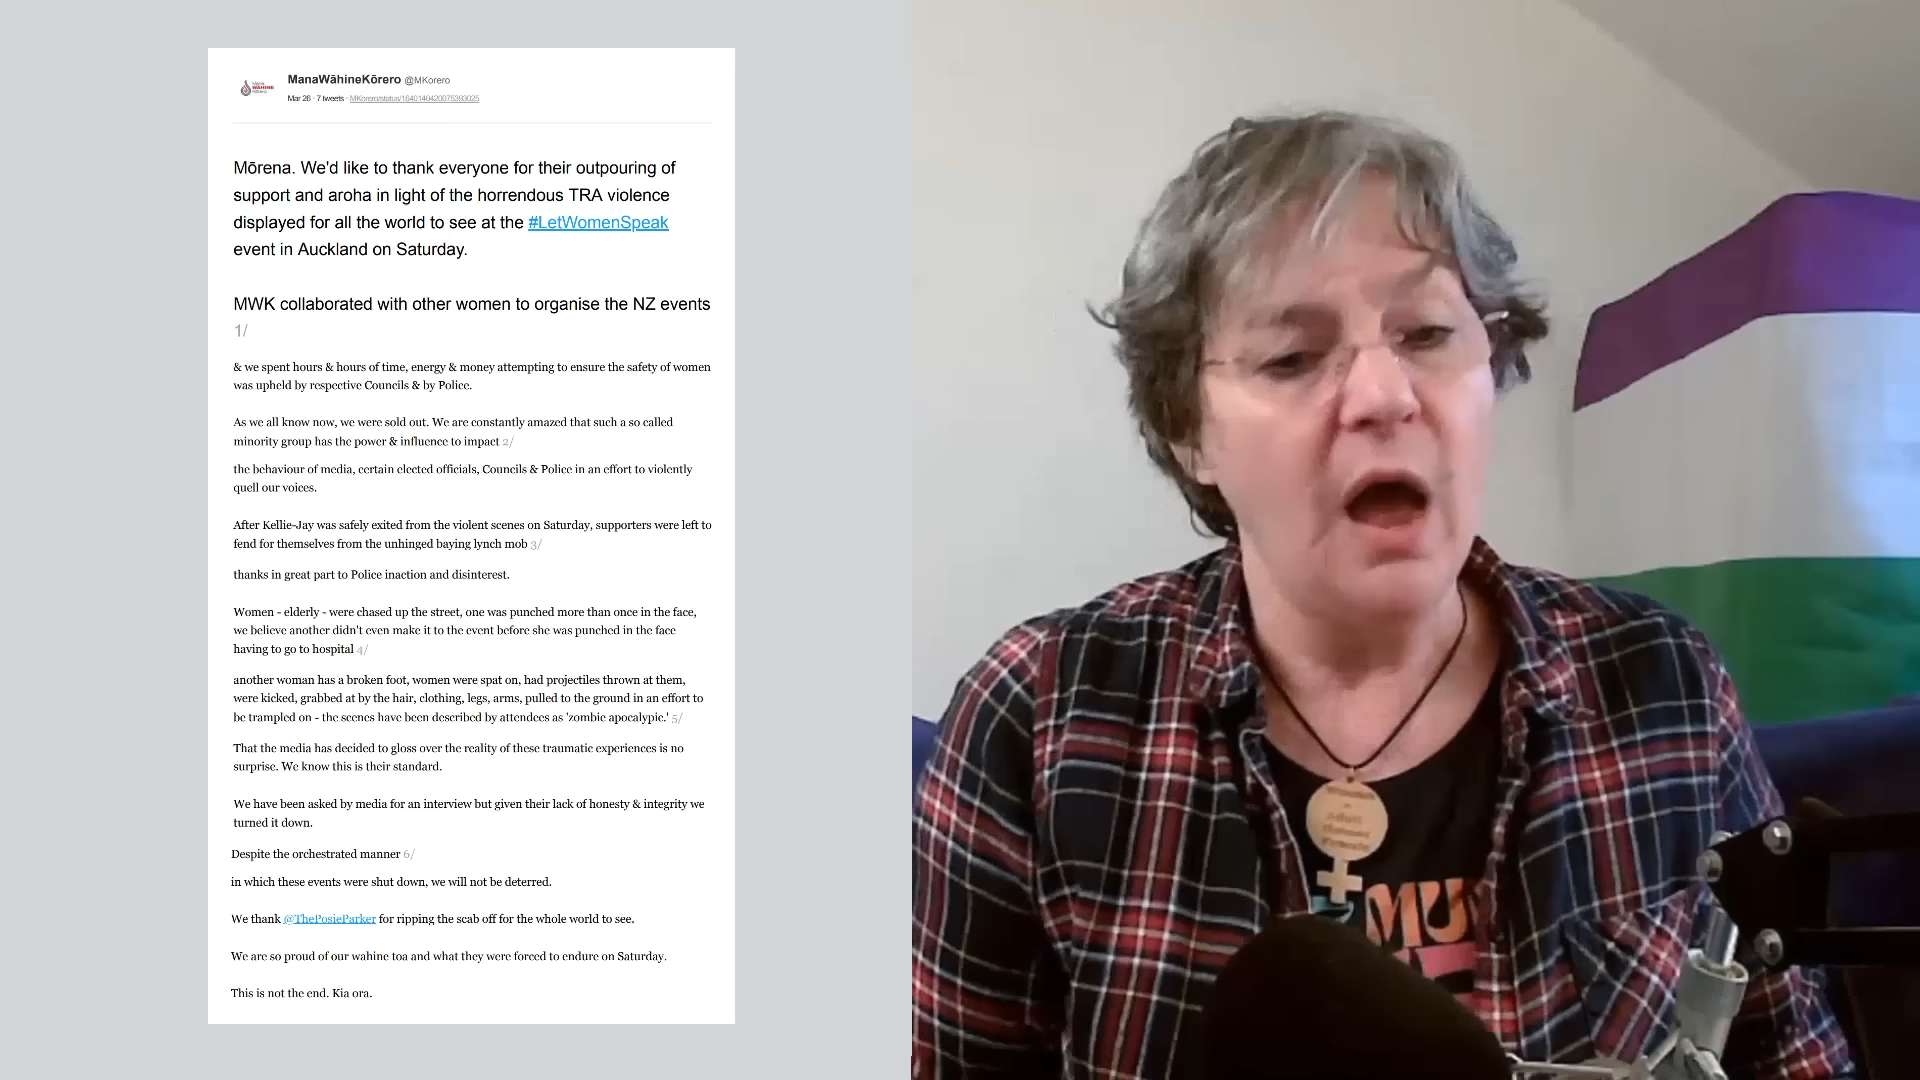 Mana
WAHINE
Kōrero
ManaWāhineKōrero @MKorero
Mar 26 · 7 tweets · MKorero/status/1640140420075393025
Mōrena. We'd like to thank everyone for their outpouring of
support and aroha in light of the horrendous TRA violence
displayed for all the world to see at the #LetWomenSpeak
event in Auckland on Saturday.
MWK collaborated with other women to organise the NZ events
1/
& we spent hours & hours of time, energy & money attempting to ensure the safety of women
was upheld by respective Councils & by Police.
As we all know now, we were sold out. We are constantly amazed that such a so called
minority group has the power & influence to impact 2/
the behaviour of media, certain elected officials, Councils & Police in an effort to violently
quell our voices.
After Kellie-Jay was safely exited from the violent scenes on Saturday, supporters were left to
fend for themselves from the unhinged baying lynch mob 3/
thanks in great part to Police inaction and disinterest.
Women - elderly - were chased up the street, one was punched more than once in the face,
we believe another didn't even make it to the event before she was punched in the face
having to go to hospital 4/
another woman has a broken foot, women were spat on, had projectiles thrown at them,
were kicked, grabbed at by the hair, clothing, legs, arms, pulled to the ground in an effort to
be trampled on - the scenes have been described by attendees as 'zombie apocalyptic.' 5/
That the media has decided to gloss over the reality of these traumatic experiences is no
surprise. We know this is their standard.
We have been asked by media for an interview but given their lack of honesty & integrity we
turned it down.
Despite the orchestrated manner 6/
in which these events were shut down, we will not be deterred.
We thank @ThePosieParker for ripping the scab off for the whole world to see.
We are so proud of our wahine toa and what they were forced to endure on Saturday.
This is not the end. Kia ora.
Adult
Human
Female
MU